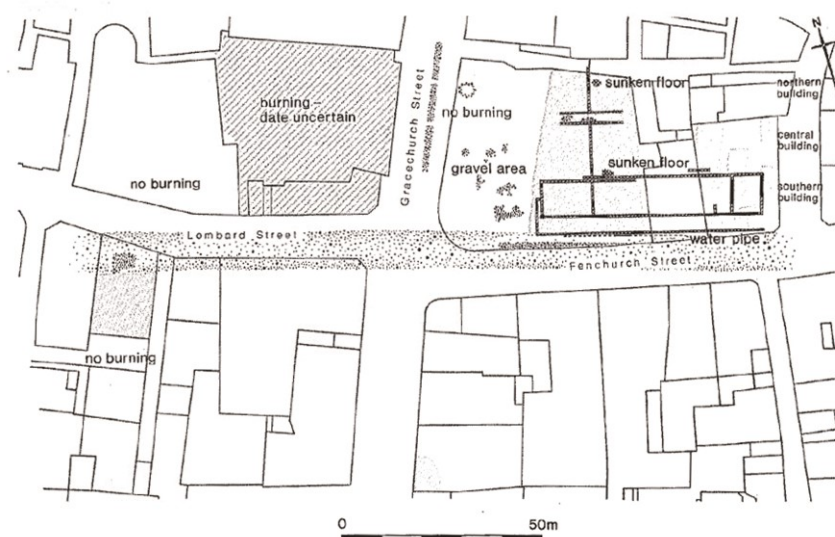 N
burning –
date uncertain
Gracechurch Street
no burning
sunken floor
northern
building
central
building
gravel area
sunken floor
no burning
southern
building
Lombard Street
water pipe
Fenchurch Street
no burning
0
50m